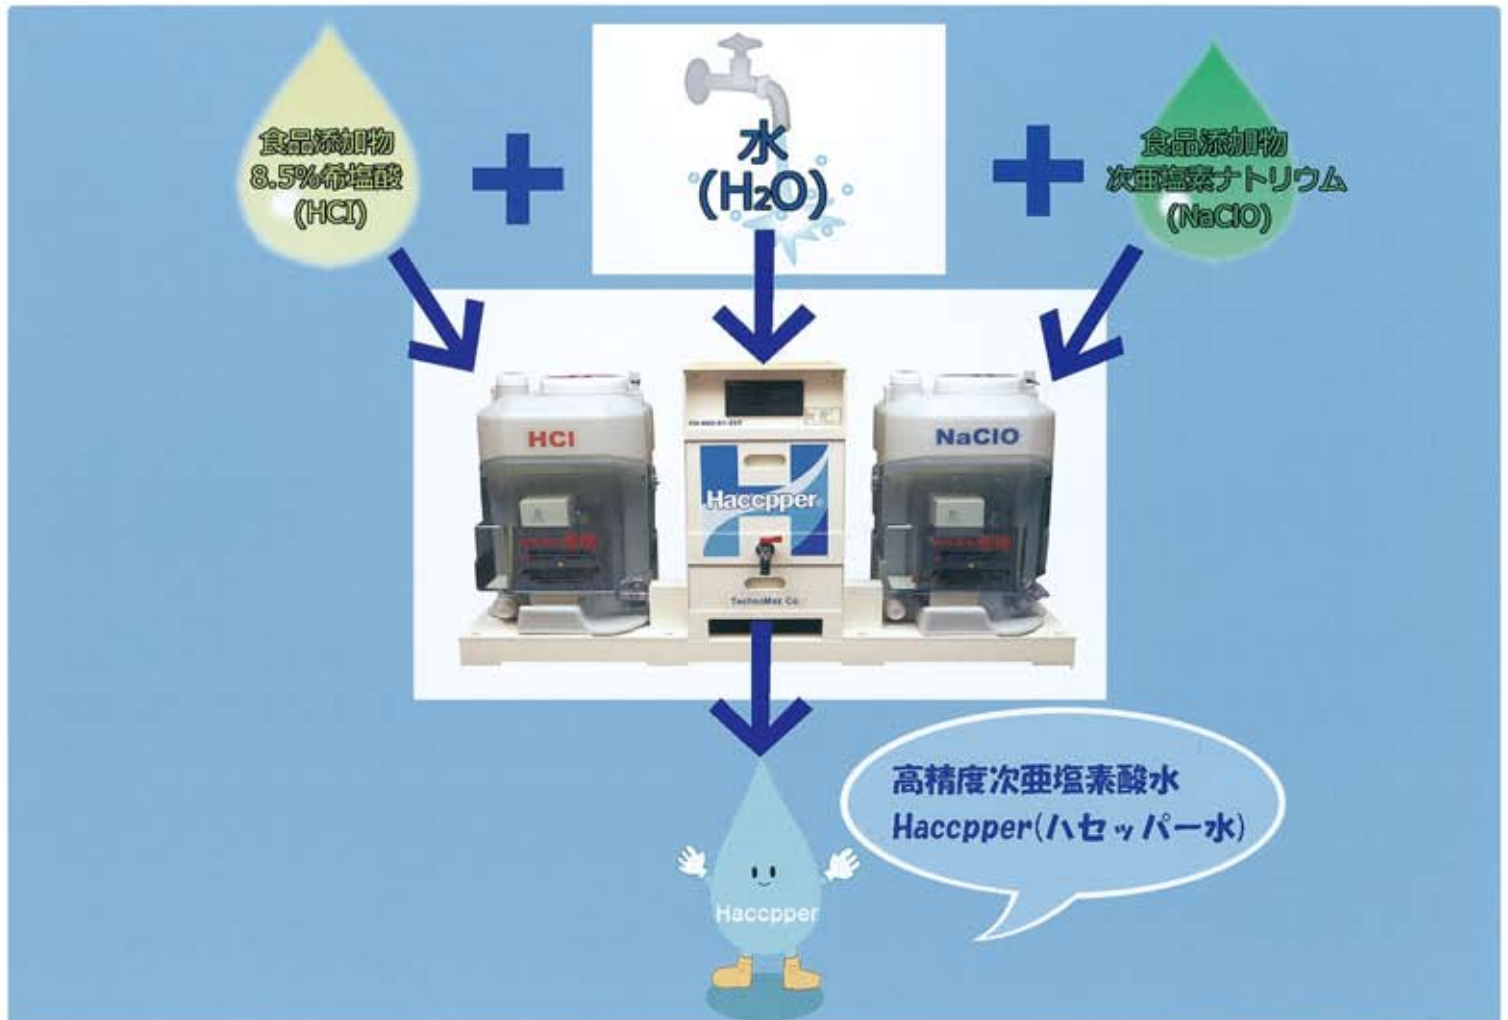 食品添加物
8.5%希塩酸
(HCI)
水
(H₂O)
食品添加物
次亜塩素ナトリウム
(NaClO)
HCI
Haccpper®
TechnoMax Co.
NaClO
高精度次亜塩素酸水
Haccpper(ハセッパー水)
Haccpper